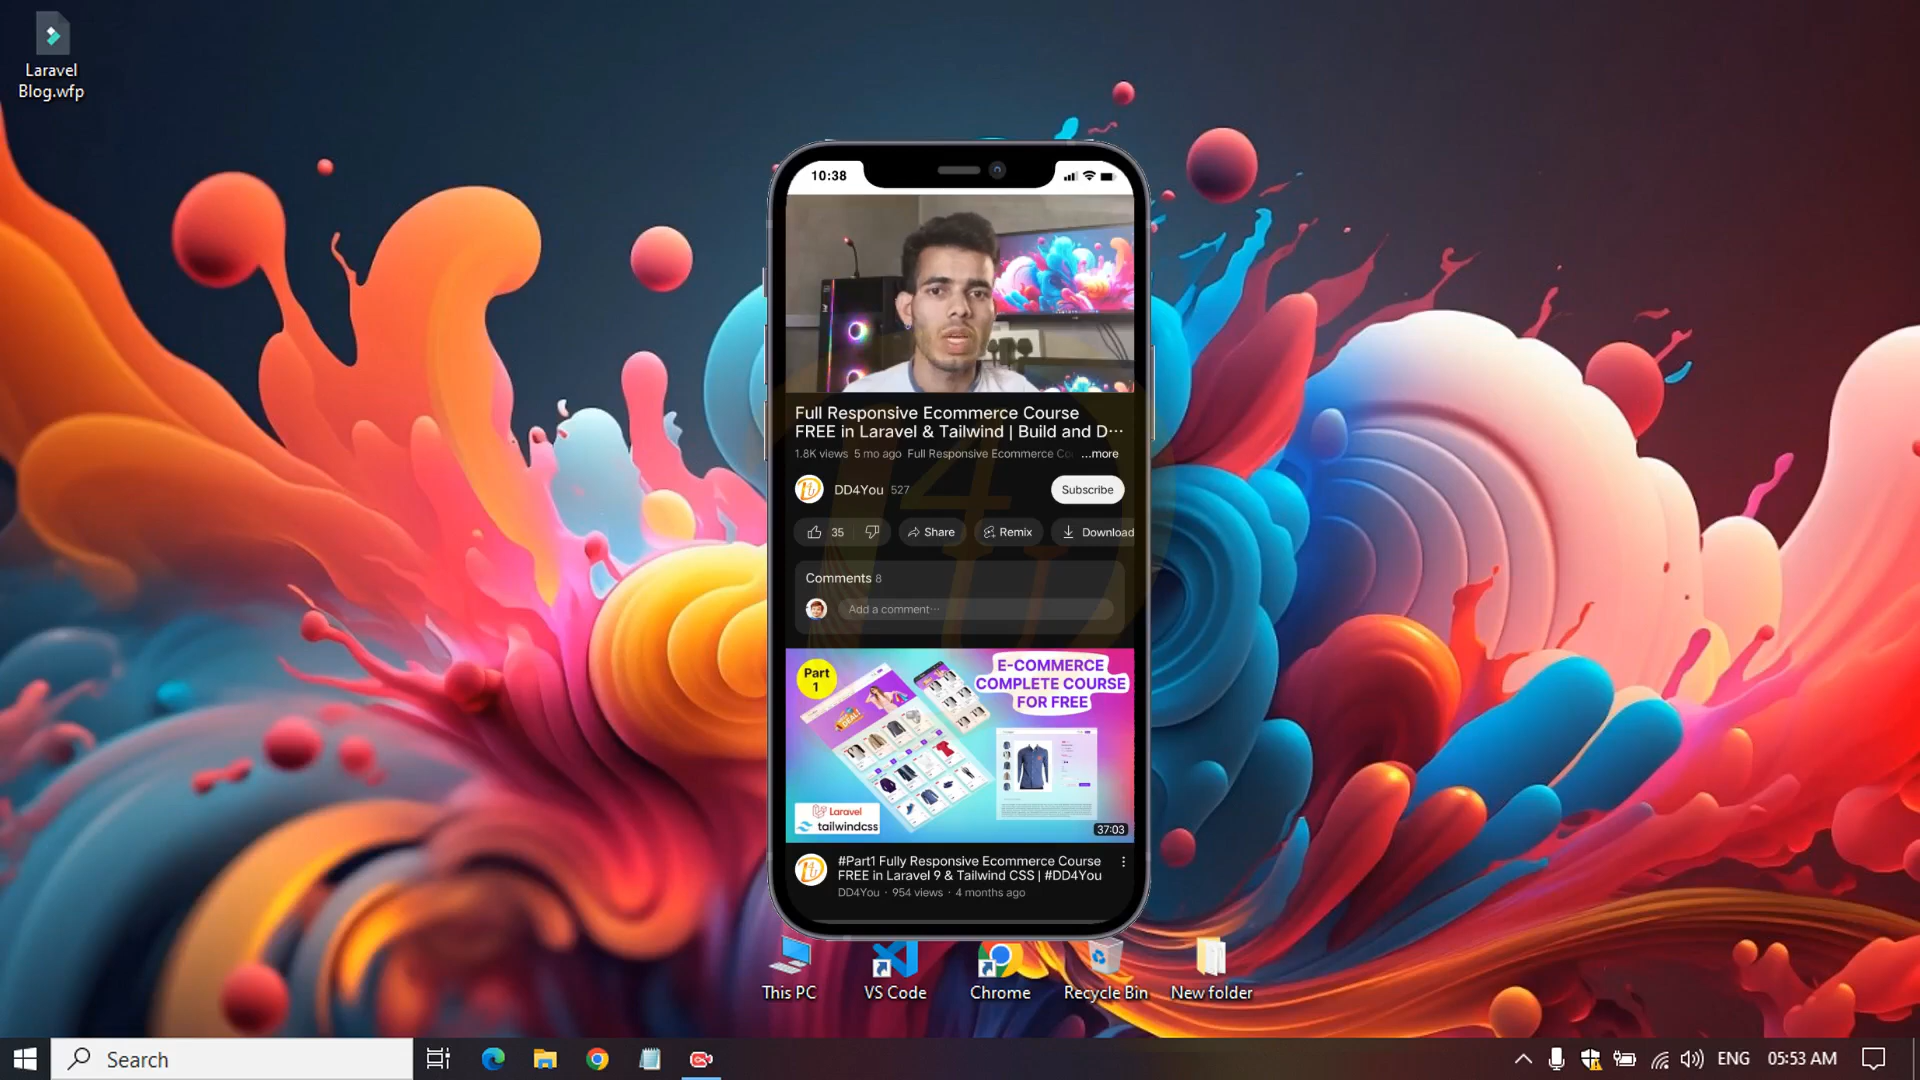 Laravel
Blog.wfp
10:38
Full Responsive Ecommerce Course
FREE in Laravel & Tailwind | Build and D···
1.8K views 5 mo ago Full Responsive Ecommerce Co ...more
DD4You 527
Subscribe
35
Share
Remix
Download
Comments 8
Add a comment···
Part
1
E-COMMERCE
COMPLETE COURSE
FOR FREE
DEAL!
Laravel
tailwindcss
37:03
#Part1 Fully Responsive Ecommerce Course
FREE in Laravel 9 & Tailwind CSS | #DD4You
DD4You · 954 views · 4 months ago
This PC
VS Code
Chrome
Recycle Bin
New folder
Search
ENG
05:53 AM